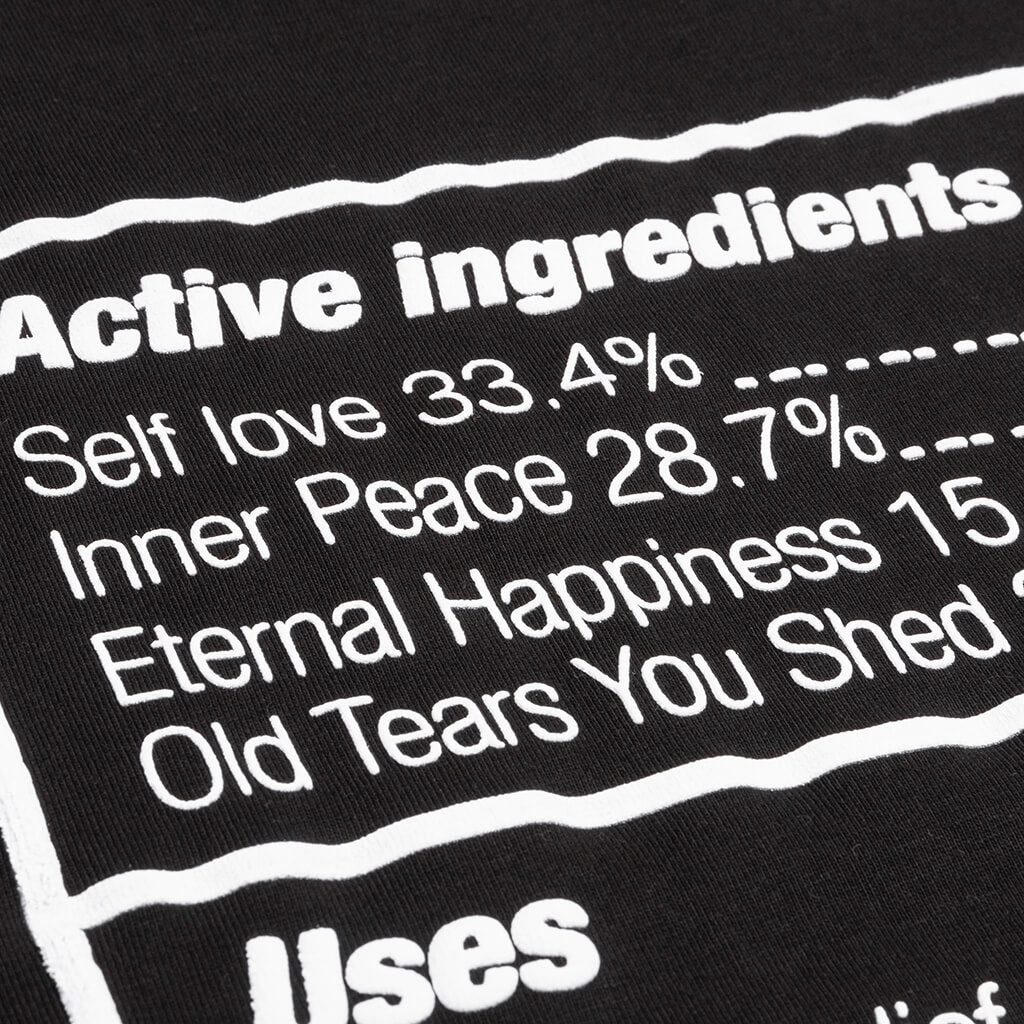 Active ingredients
Self love 33.4% 
Inner Peace 28.7%
Eternal Happiness 15
Old Tears You Shed
Uses